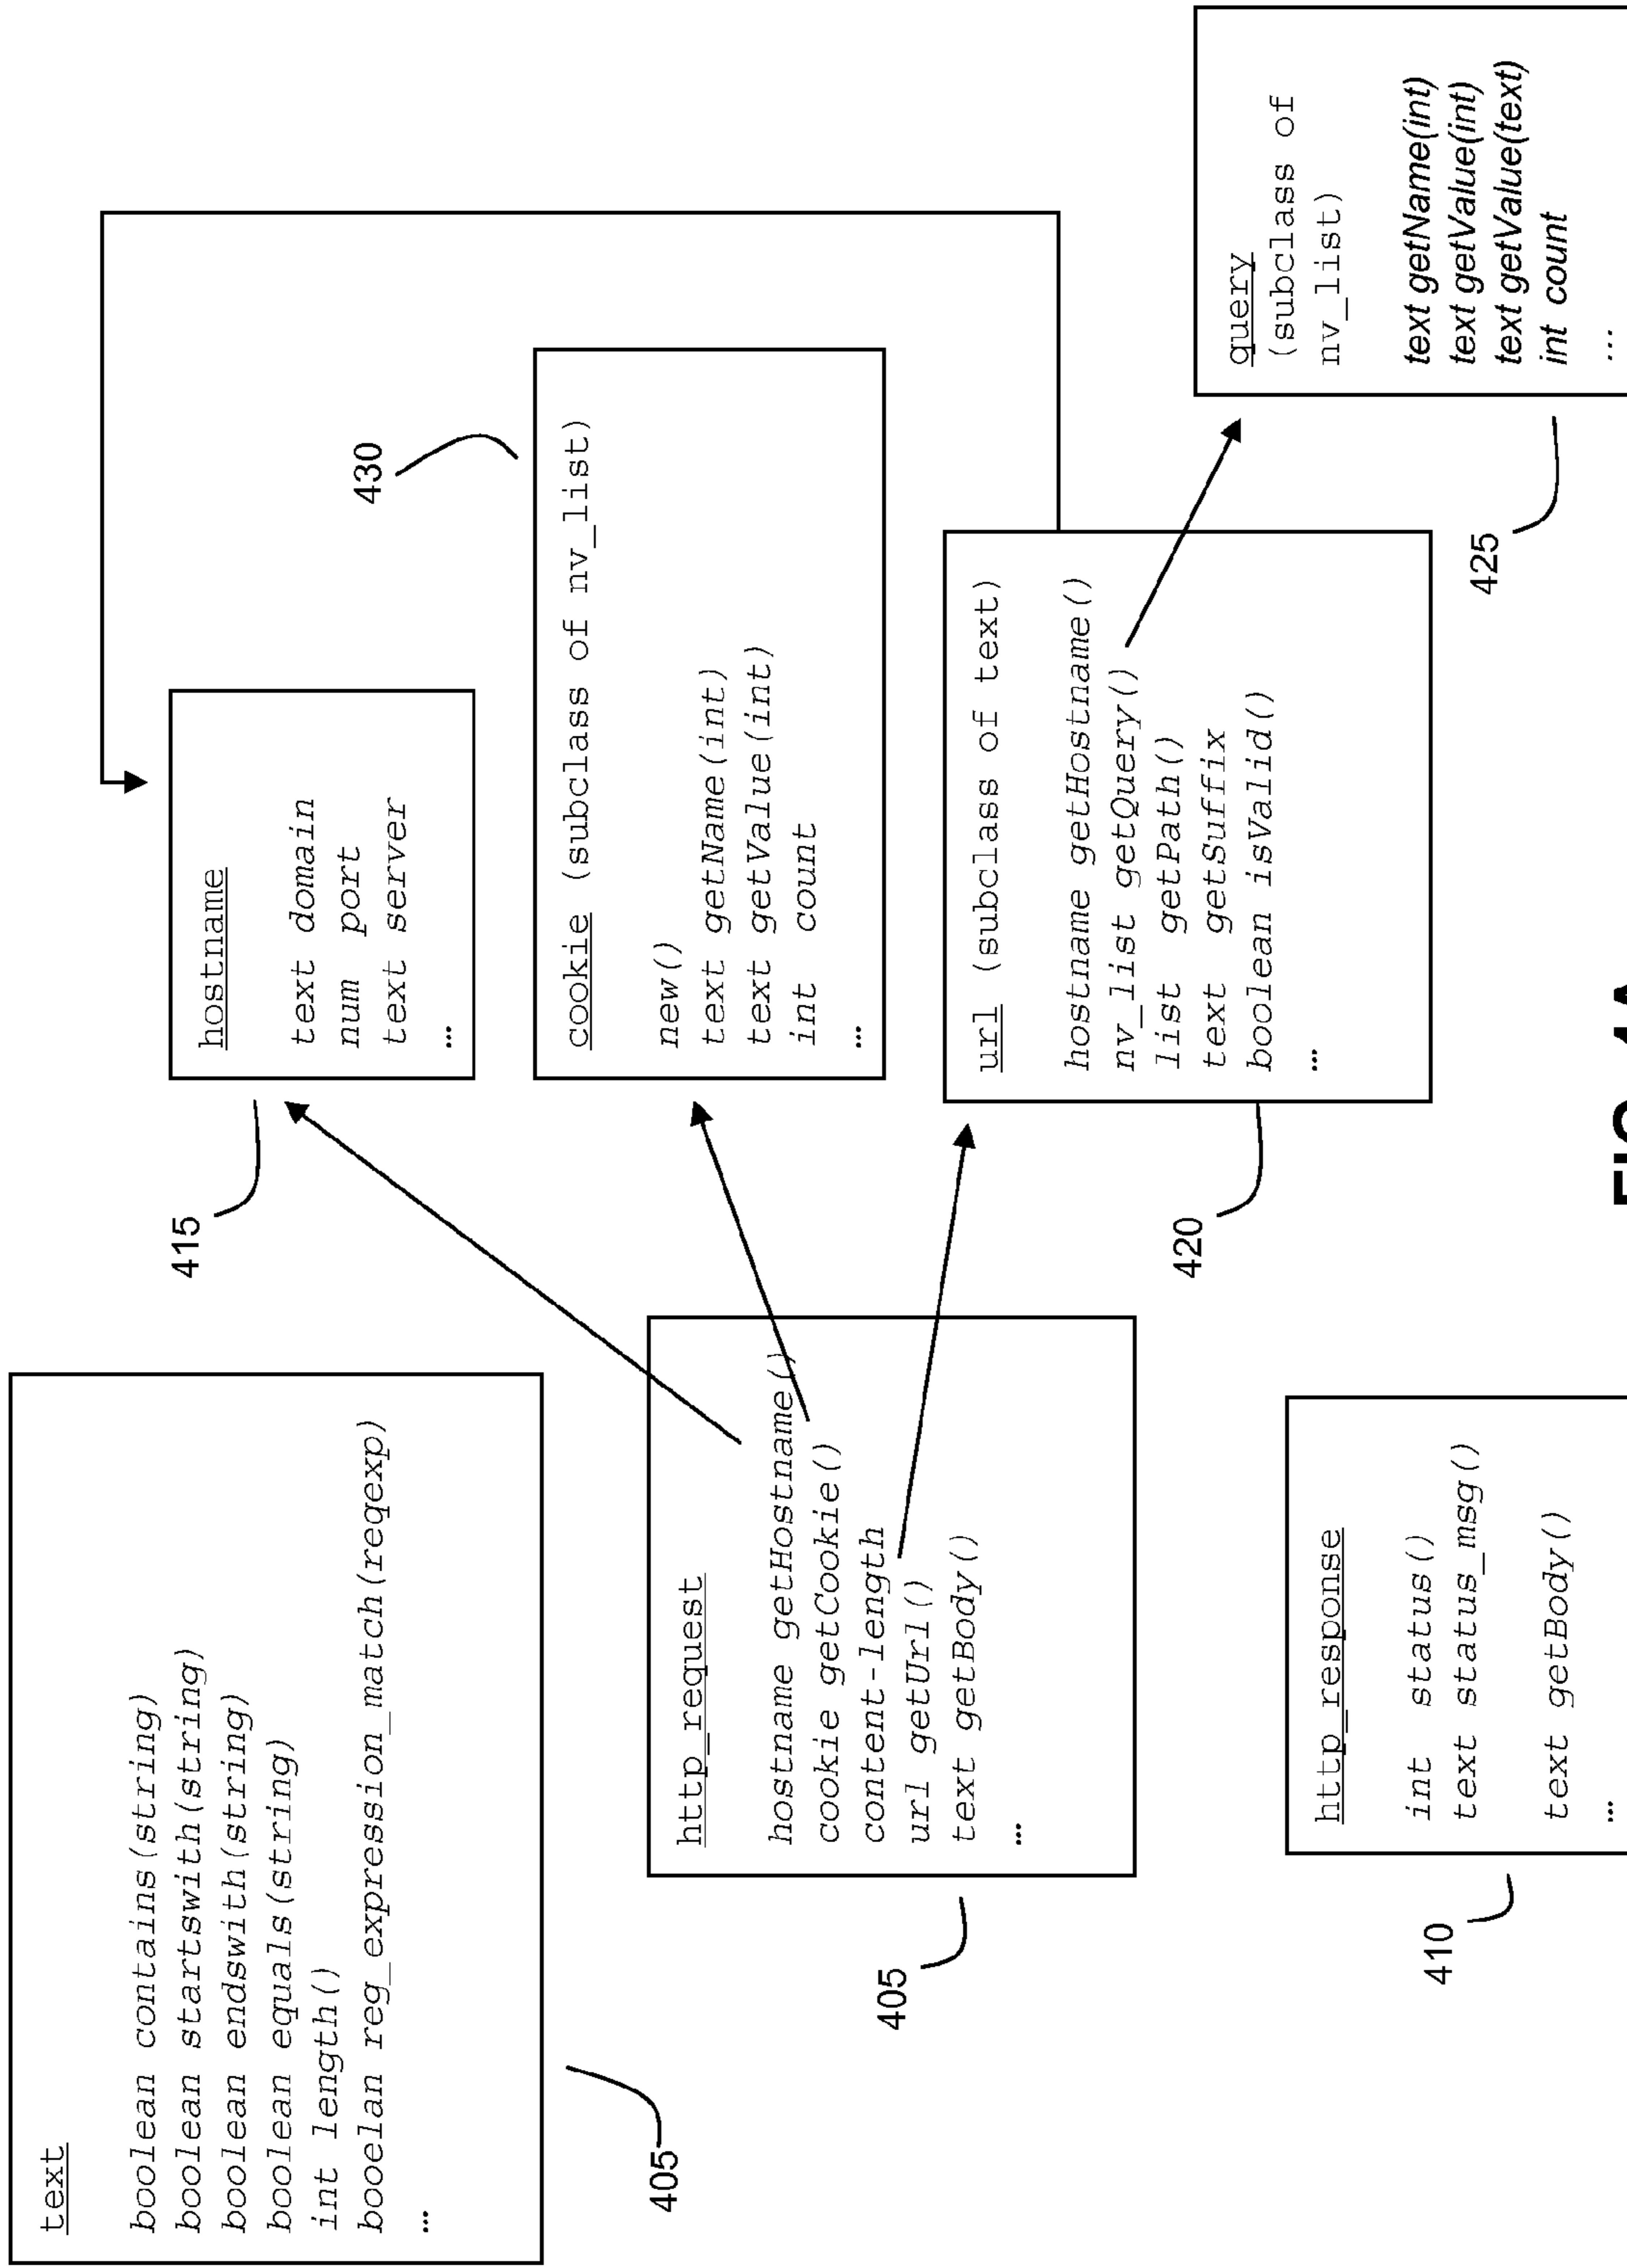 text
boolean contains(string)
boolean startswith(string)
boolean endswith(string)
boolean equals(string)
int length()
booelan reg_expression_match(reqexp)
...
405
http_request
hostname getHostname()
cookie getCookie()
content-length
url getUrl()
text getBody()
...
405
http_response
int status()
text status_msg()
text getBody()
...
410
hostname
text domain
num port
text server
...
415
cookie (subclass of nv_list)
new()
text getName(int)
text getValue(int)
int count
...
430
url (subclass of text)
hostname getHostname()
nv_list getQuery()
list getPath()
text getSuffix
boolean isValid()
...
420
query
(subclass of
nv_list)
text getName(int)
text getValue(int)
text getValue(text)
int count
...
425
FIG. 4A